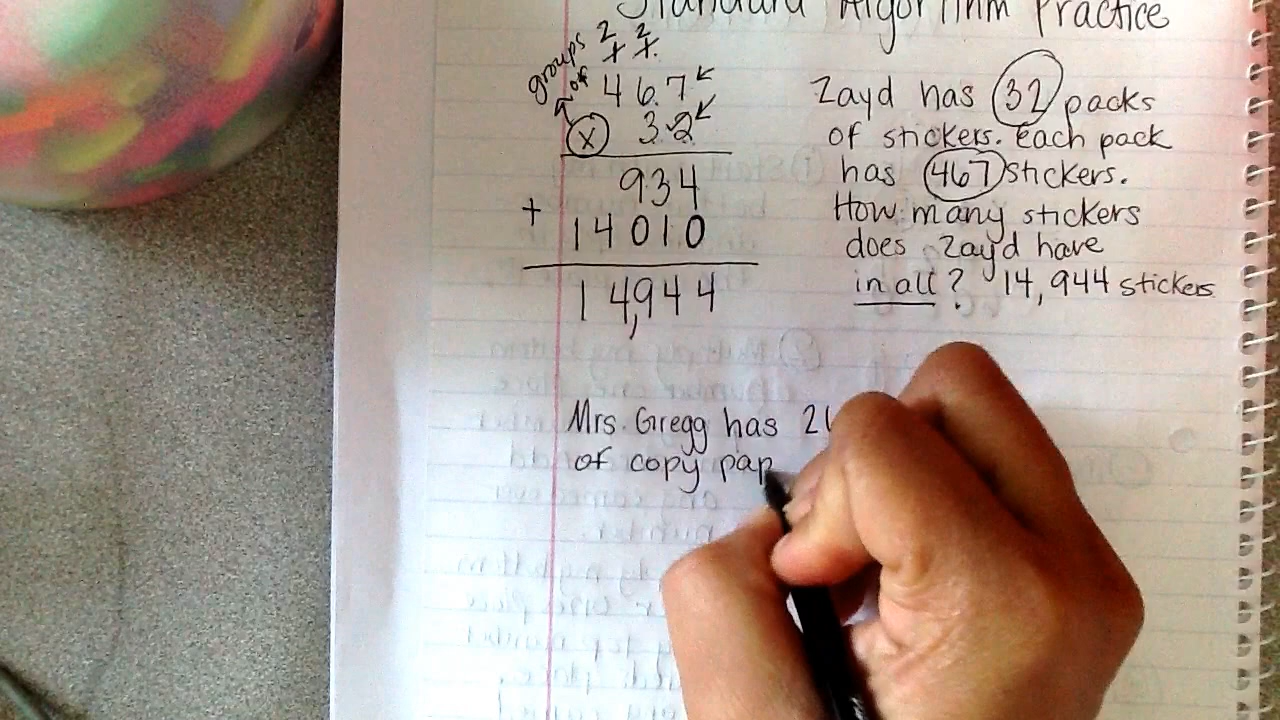 Standard Algorithm Practice
groups of
2 2
1 1
467
x 32
934
+ 14010
14,944
Zayd has 32 packs
of stickers. Each pack
has 467 stickers.
How many stickers
does Zayd have
in all? 14,944 stickers
Mrs. Gregg has
of copy pap